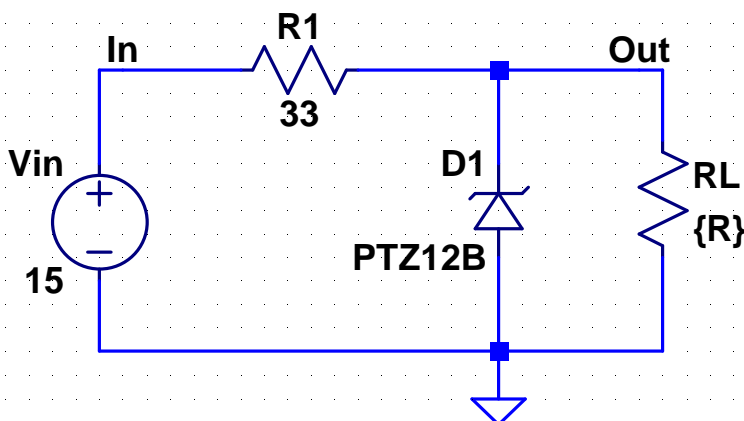 R1
In
Out
33
Vin
D1
RL
+
{R}
PTZ12B
−
15